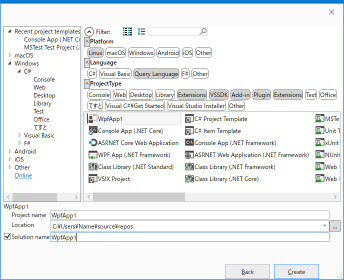 Recent project templates
Console App (.NET Co
MSTest Test Project (.
macOS
Windows
C#
Console
Web
Desktop
Library
Test
Office
てすと
Visual Basic
F#
Android
iOS
Other
Online
Filter:
Platform
Linux macOS Windows Android iOS Other
Language
C# Visual Basic Query Language F# Other
ProjectType
Console Web Desktop Library Extensions VSSDK Add-in Plugin Extensions Test Office
てすと Visual C#Get Started Visual Studio Installer Other
WpfApp1 C# Project Template MSTe
Console App (.NET Core) C# Item Template Unit T
ASP.NET Core Web Application Console App (.NET Framework) xUnit
WPF App (.NET Framework) ASP.NET Web Application (.NET Framework) NUnit
Class Library (.NET Standard) Class Library (.NET Framework) Web
VSIX Project Class Library (.NET Core) Web
WpfApp1
Project name WpfApp1
Location C:¥Users¥Name¥source¥repos ...
Solution name WpfApp1
Back Create